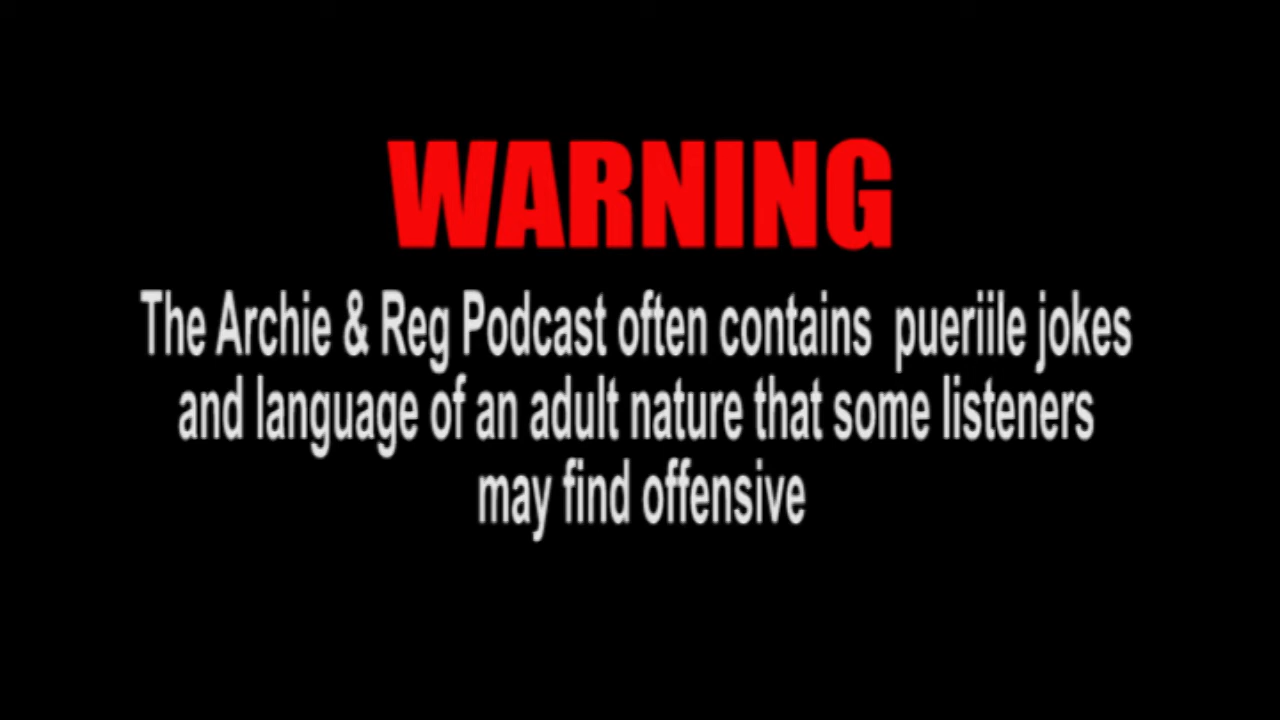 WARNING
The Archie & Reg Podcast often contains  pueriile jokes
and language of an adult nature that some listeners
may find offensive